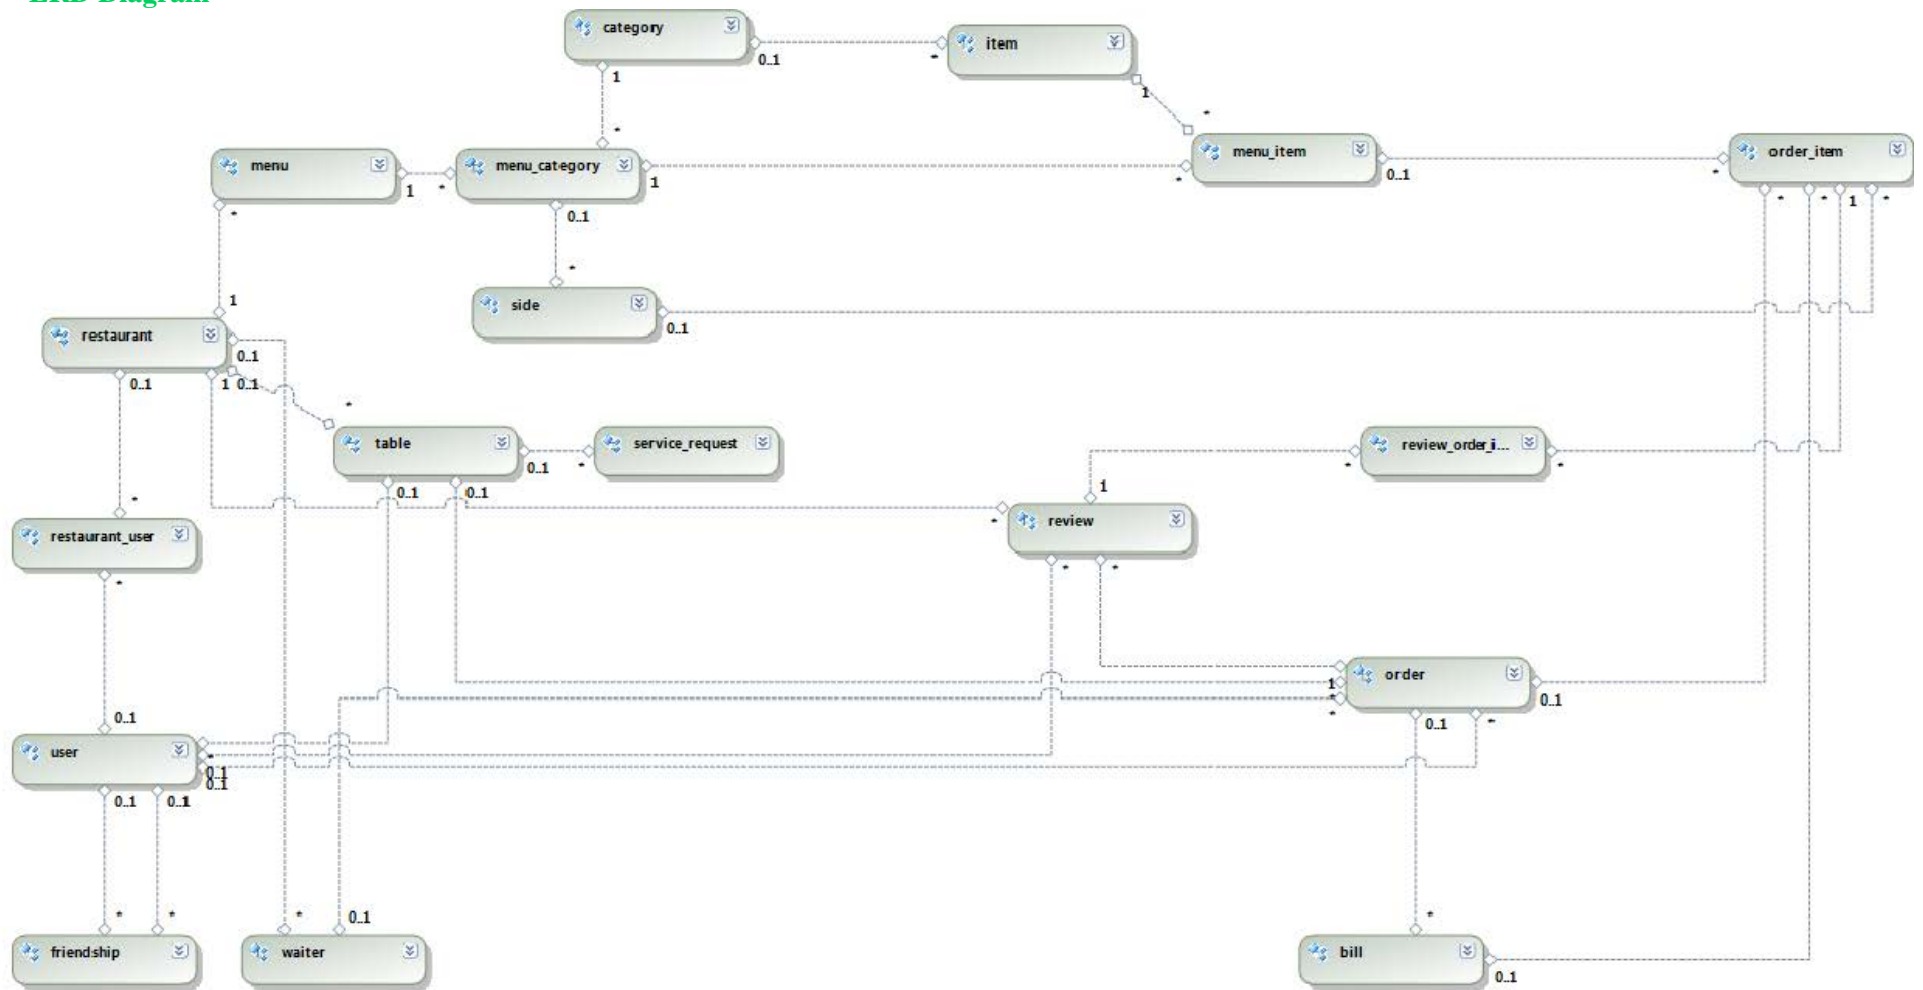 ERD Diagram
category
item
0..1
*
1
1
*
*
menu
menu_category
menu_item
order_item
1
*
1
*
0..1
*
*
0..1
*
*
1
*
*
1
side
restaurant
0..1
0..1
0..1
1
0..1
*
table
service_request
review_order_i...
0..1
*
*
*
0..1
0..1
1
*
*
review
restaurant_user
*
*
*
order
1
0..1
*
*
0..1
0..1
*
user
*
0..1
0..1
0..1
0..1
*
*
*
0..1
*
friendship
waiter
bill
0..1